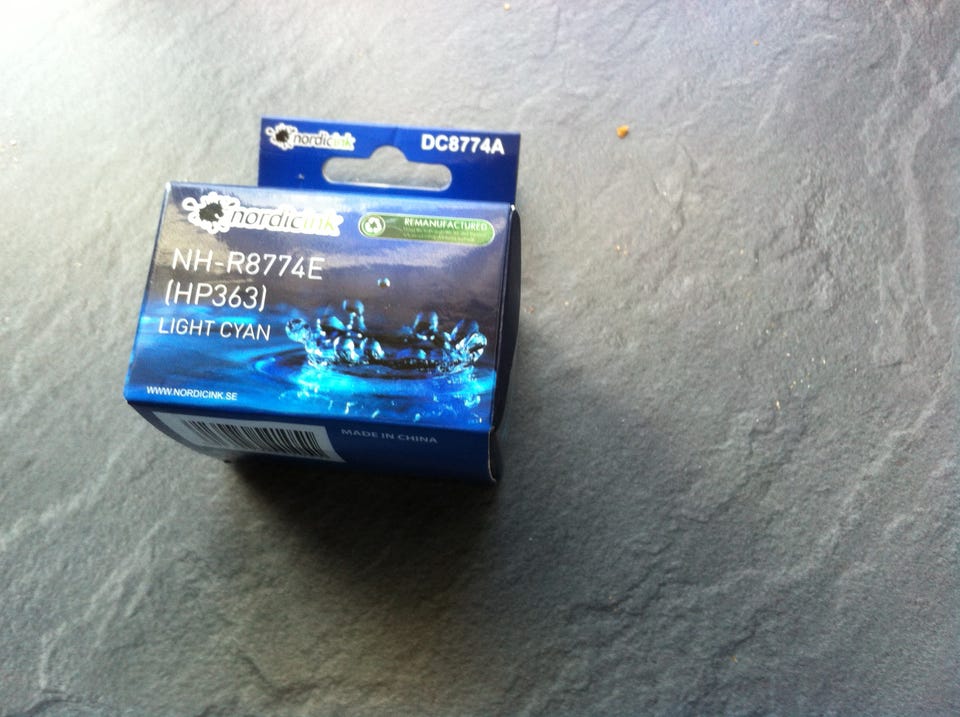 nordicink
DC8774A
nordicink
REMANUFACTURED
NH-R8774E
(HP363)
LIGHT CYAN
WWW.NORDICINK.SE
MADE IN CHINA